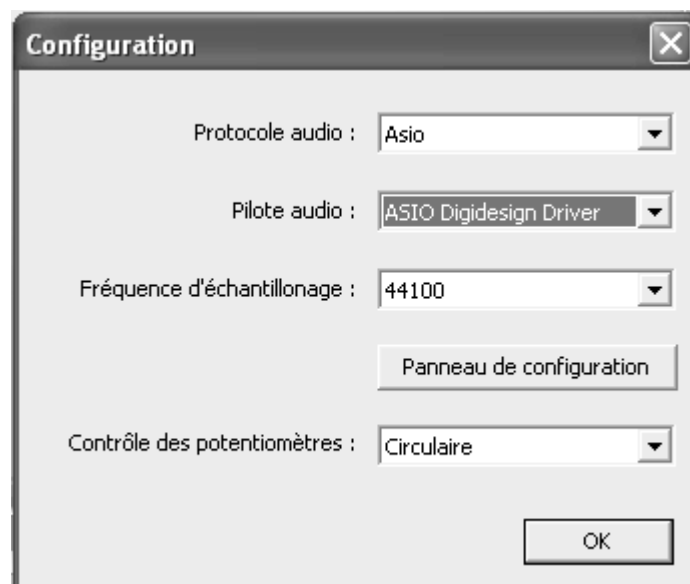 Configuration
Protocole audio : Asio
Pilote audio : ASIO Digidesign Driver
Fréquence d'échantillonage : 44100
Panneau de configuration
Contrôle des potentiomètres : Circulaire
OK